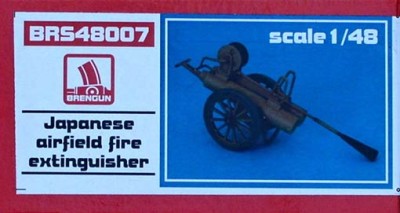 BRS48007
scale 1/48
BRENGUN
Japanese
airfield fire
extinguisher